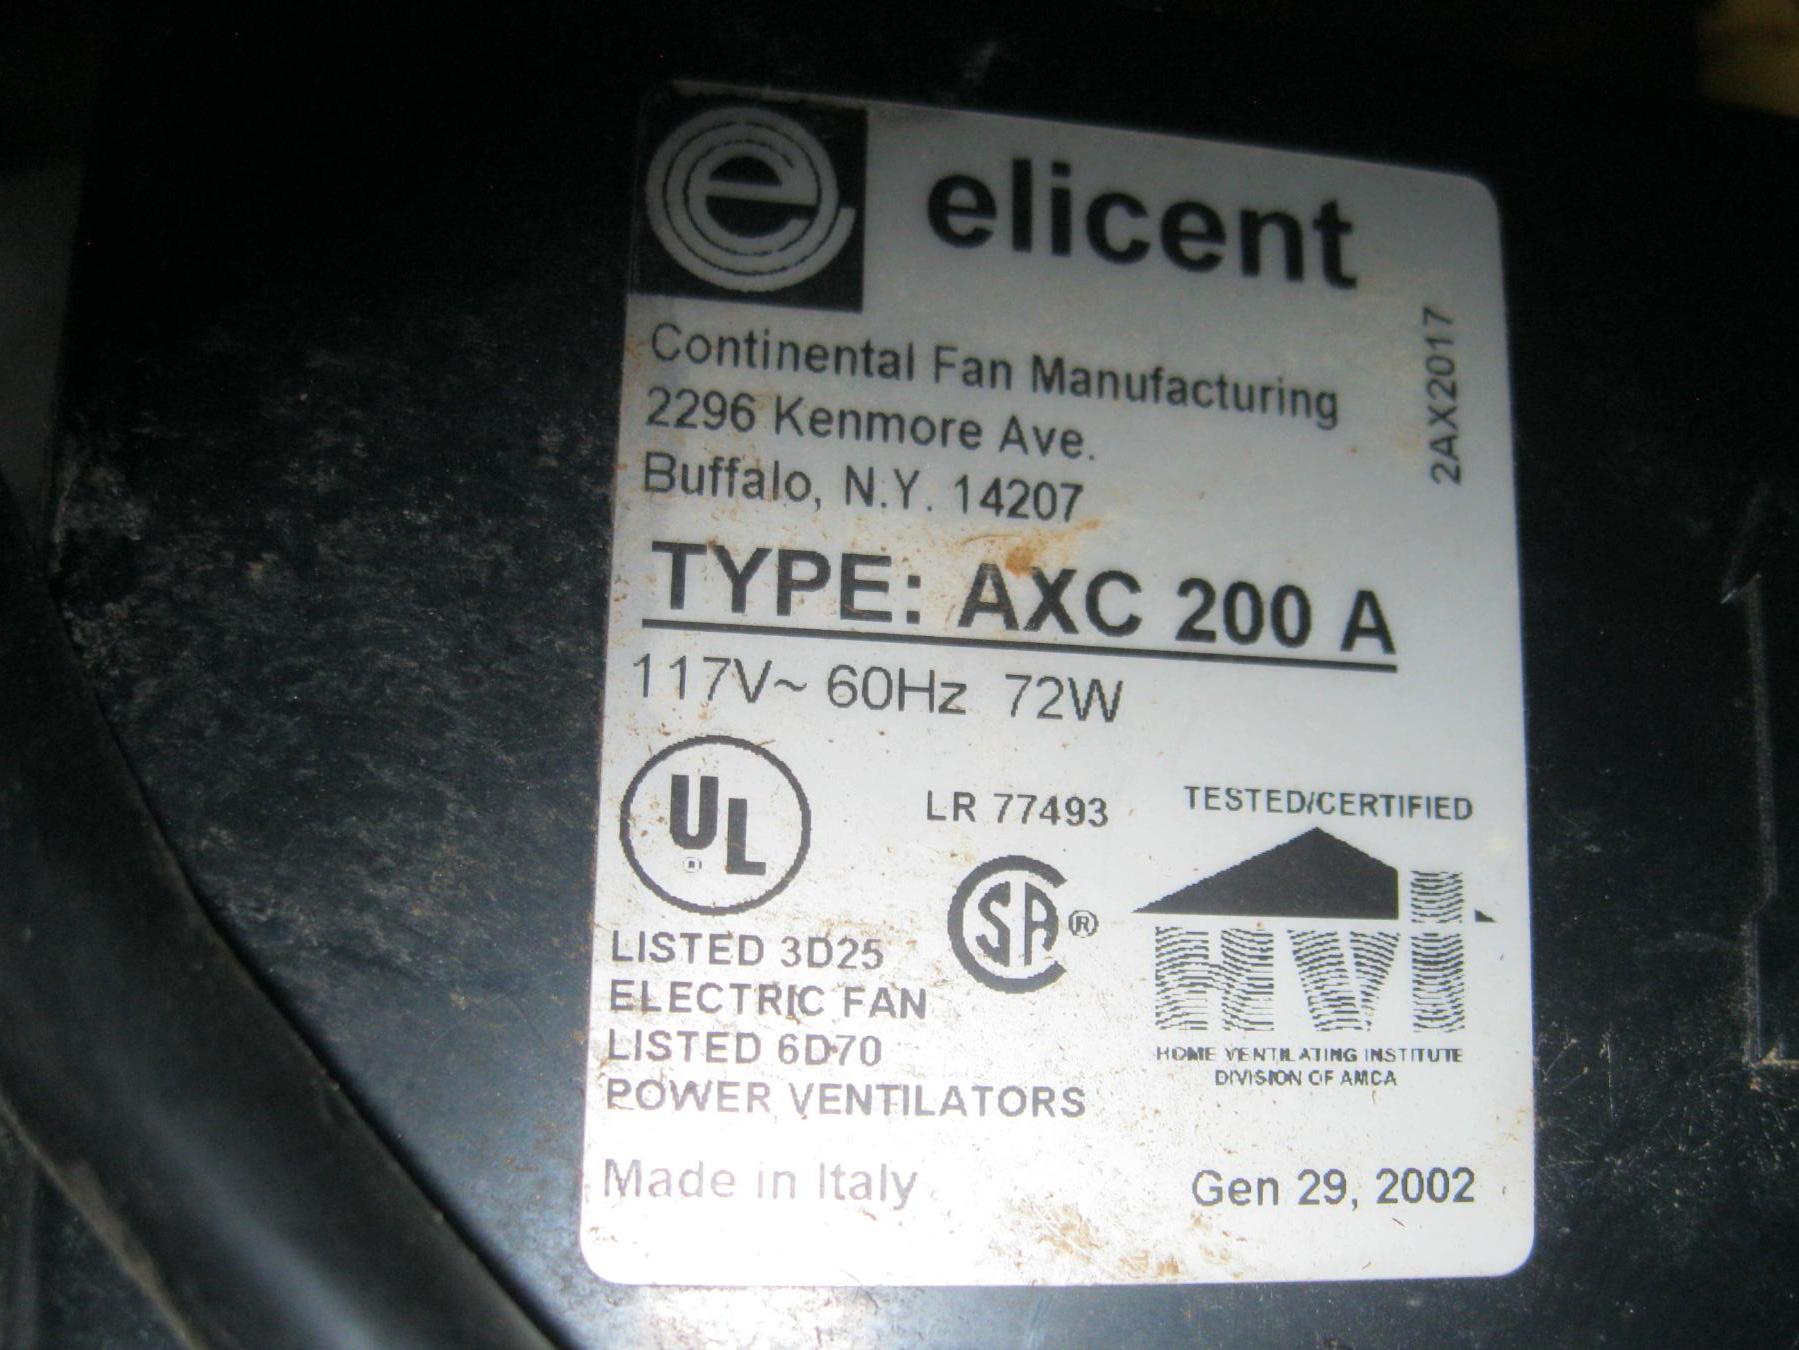 e elicent
Continental Fan Manufacturing
2296 Kenmore Ave.
Buffalo, N.Y. 14207
2AX2017
TYPE: AXC 200 A
117V~ 60Hz 72W
UL ®
LISTED 3D25
ELECTRIC FAN
LISTED 6D70
POWER VENTILATORS
LR 77493
SA ®
TESTED/CERTIFIED
HVI
HOME VENTILATING INSTITUTE
DIVISION OF AMCA
Made in Italy
Gen 29, 2002